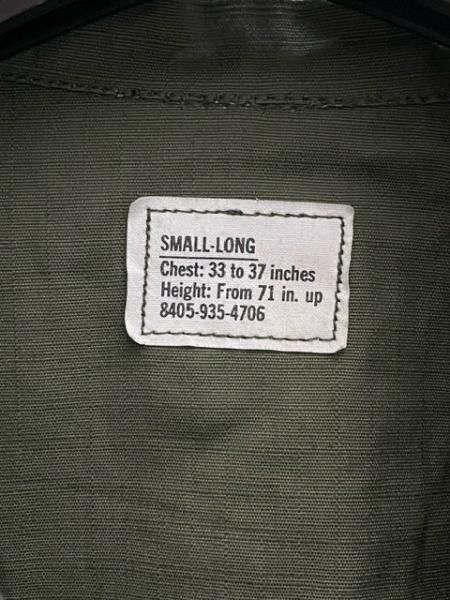 SMALL-LONG
Chest: 33 to 37 inches
Height: From 71 in. up
8405-935-4706